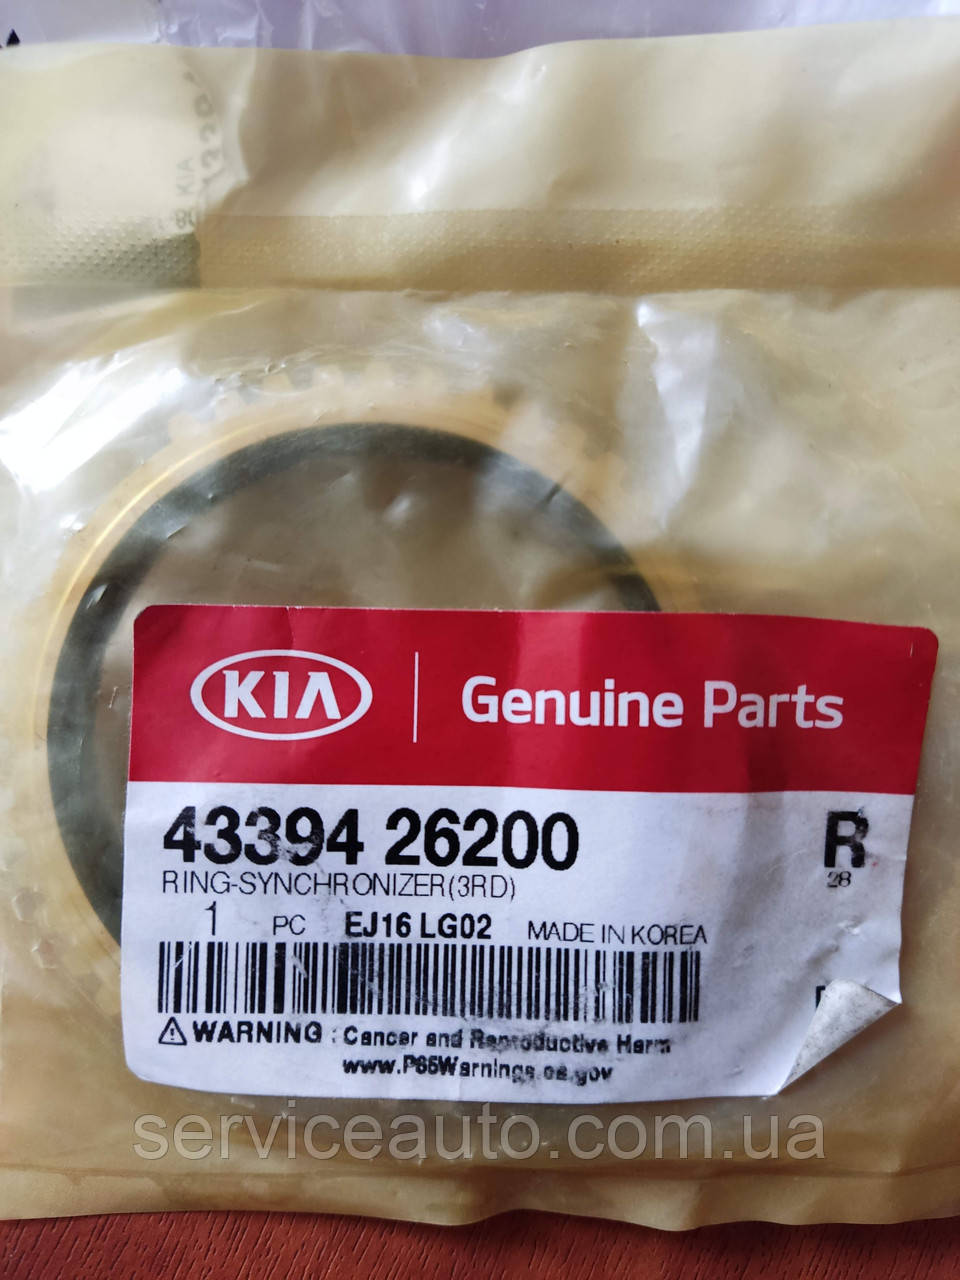 KIA
KIA
Genuine Parts
43394 26200
R
RING-SYNCHRONIZER(3RD)
28
1 PC EJ16 LG02 MADE IN KOREA
WARNING : Cancer and Reproductive Harm
www.P65Warnings.ca.gov
serviceauto.com.ua